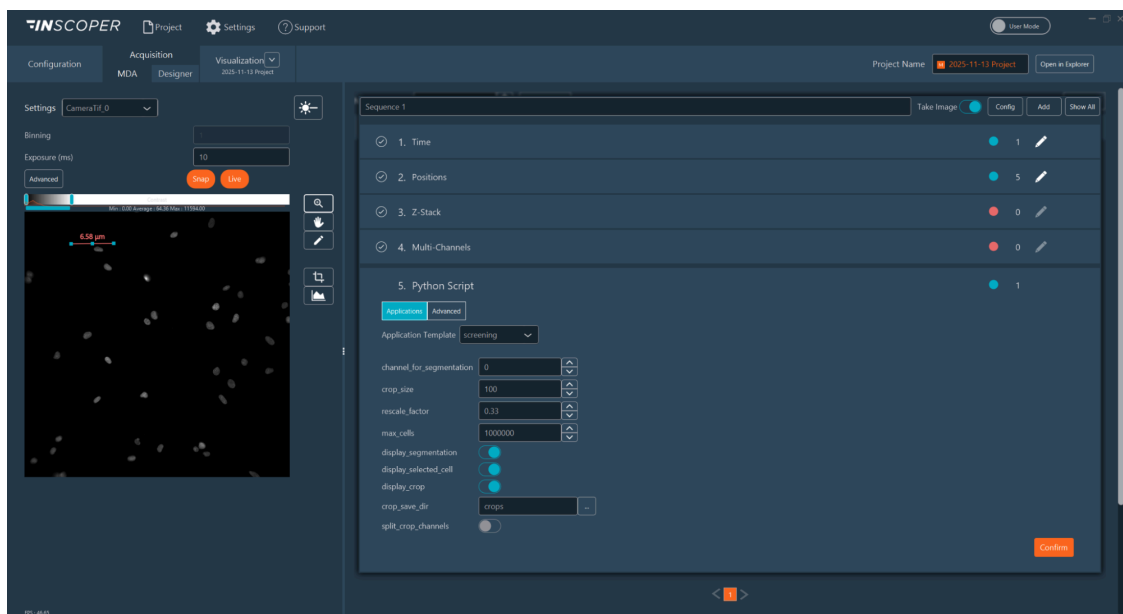 INSCOPER
Project
Settings
Support
User Mode
Configuration
Acquisition
MDA
Designer
Visualization
2025-11-13 Project
Project Name
2025-11-13 Project
Open in Explorer
Settings
CameraTif_0
Binning
1
Exposure (ms)
10
Advanced
Snap
Live
Contrast
Min : 0.00 Average : 94.36 Max : 11594.00
6.58 µm
Sequence 1
Take Image
Config
Add
Show All
1. Time
1
2. Positions
5
3. Z-Stack
0
4. Multi-Channels
0
5. Python Script
1
Applications
Advanced
Application Template
screening
channel_for_segmentation
0
crop_size
100
rescale_factor
0.33
max_cells
1000000
display_segmentation
display_selected_cell
display_crop
crop_save_dir
crops
...
split_crop_channels
Confirm
< 1 >